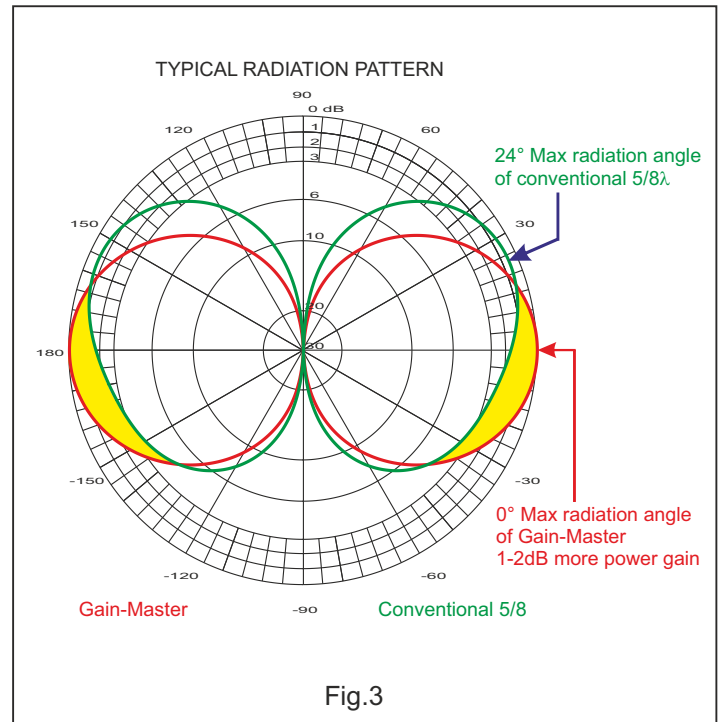 TYPICAL RADIATION PATTERN
90
0 dB
120
1
60
2
3
24° Max radiation angle
of conventional 5/8λ
6
150
30
10
20
180
30
0° Max radiation angle
of Gain-Master
1-2dB more power gain
-150
-30
-120
-60
Gain-Master
-90
Conventional 5/8
Fig.3